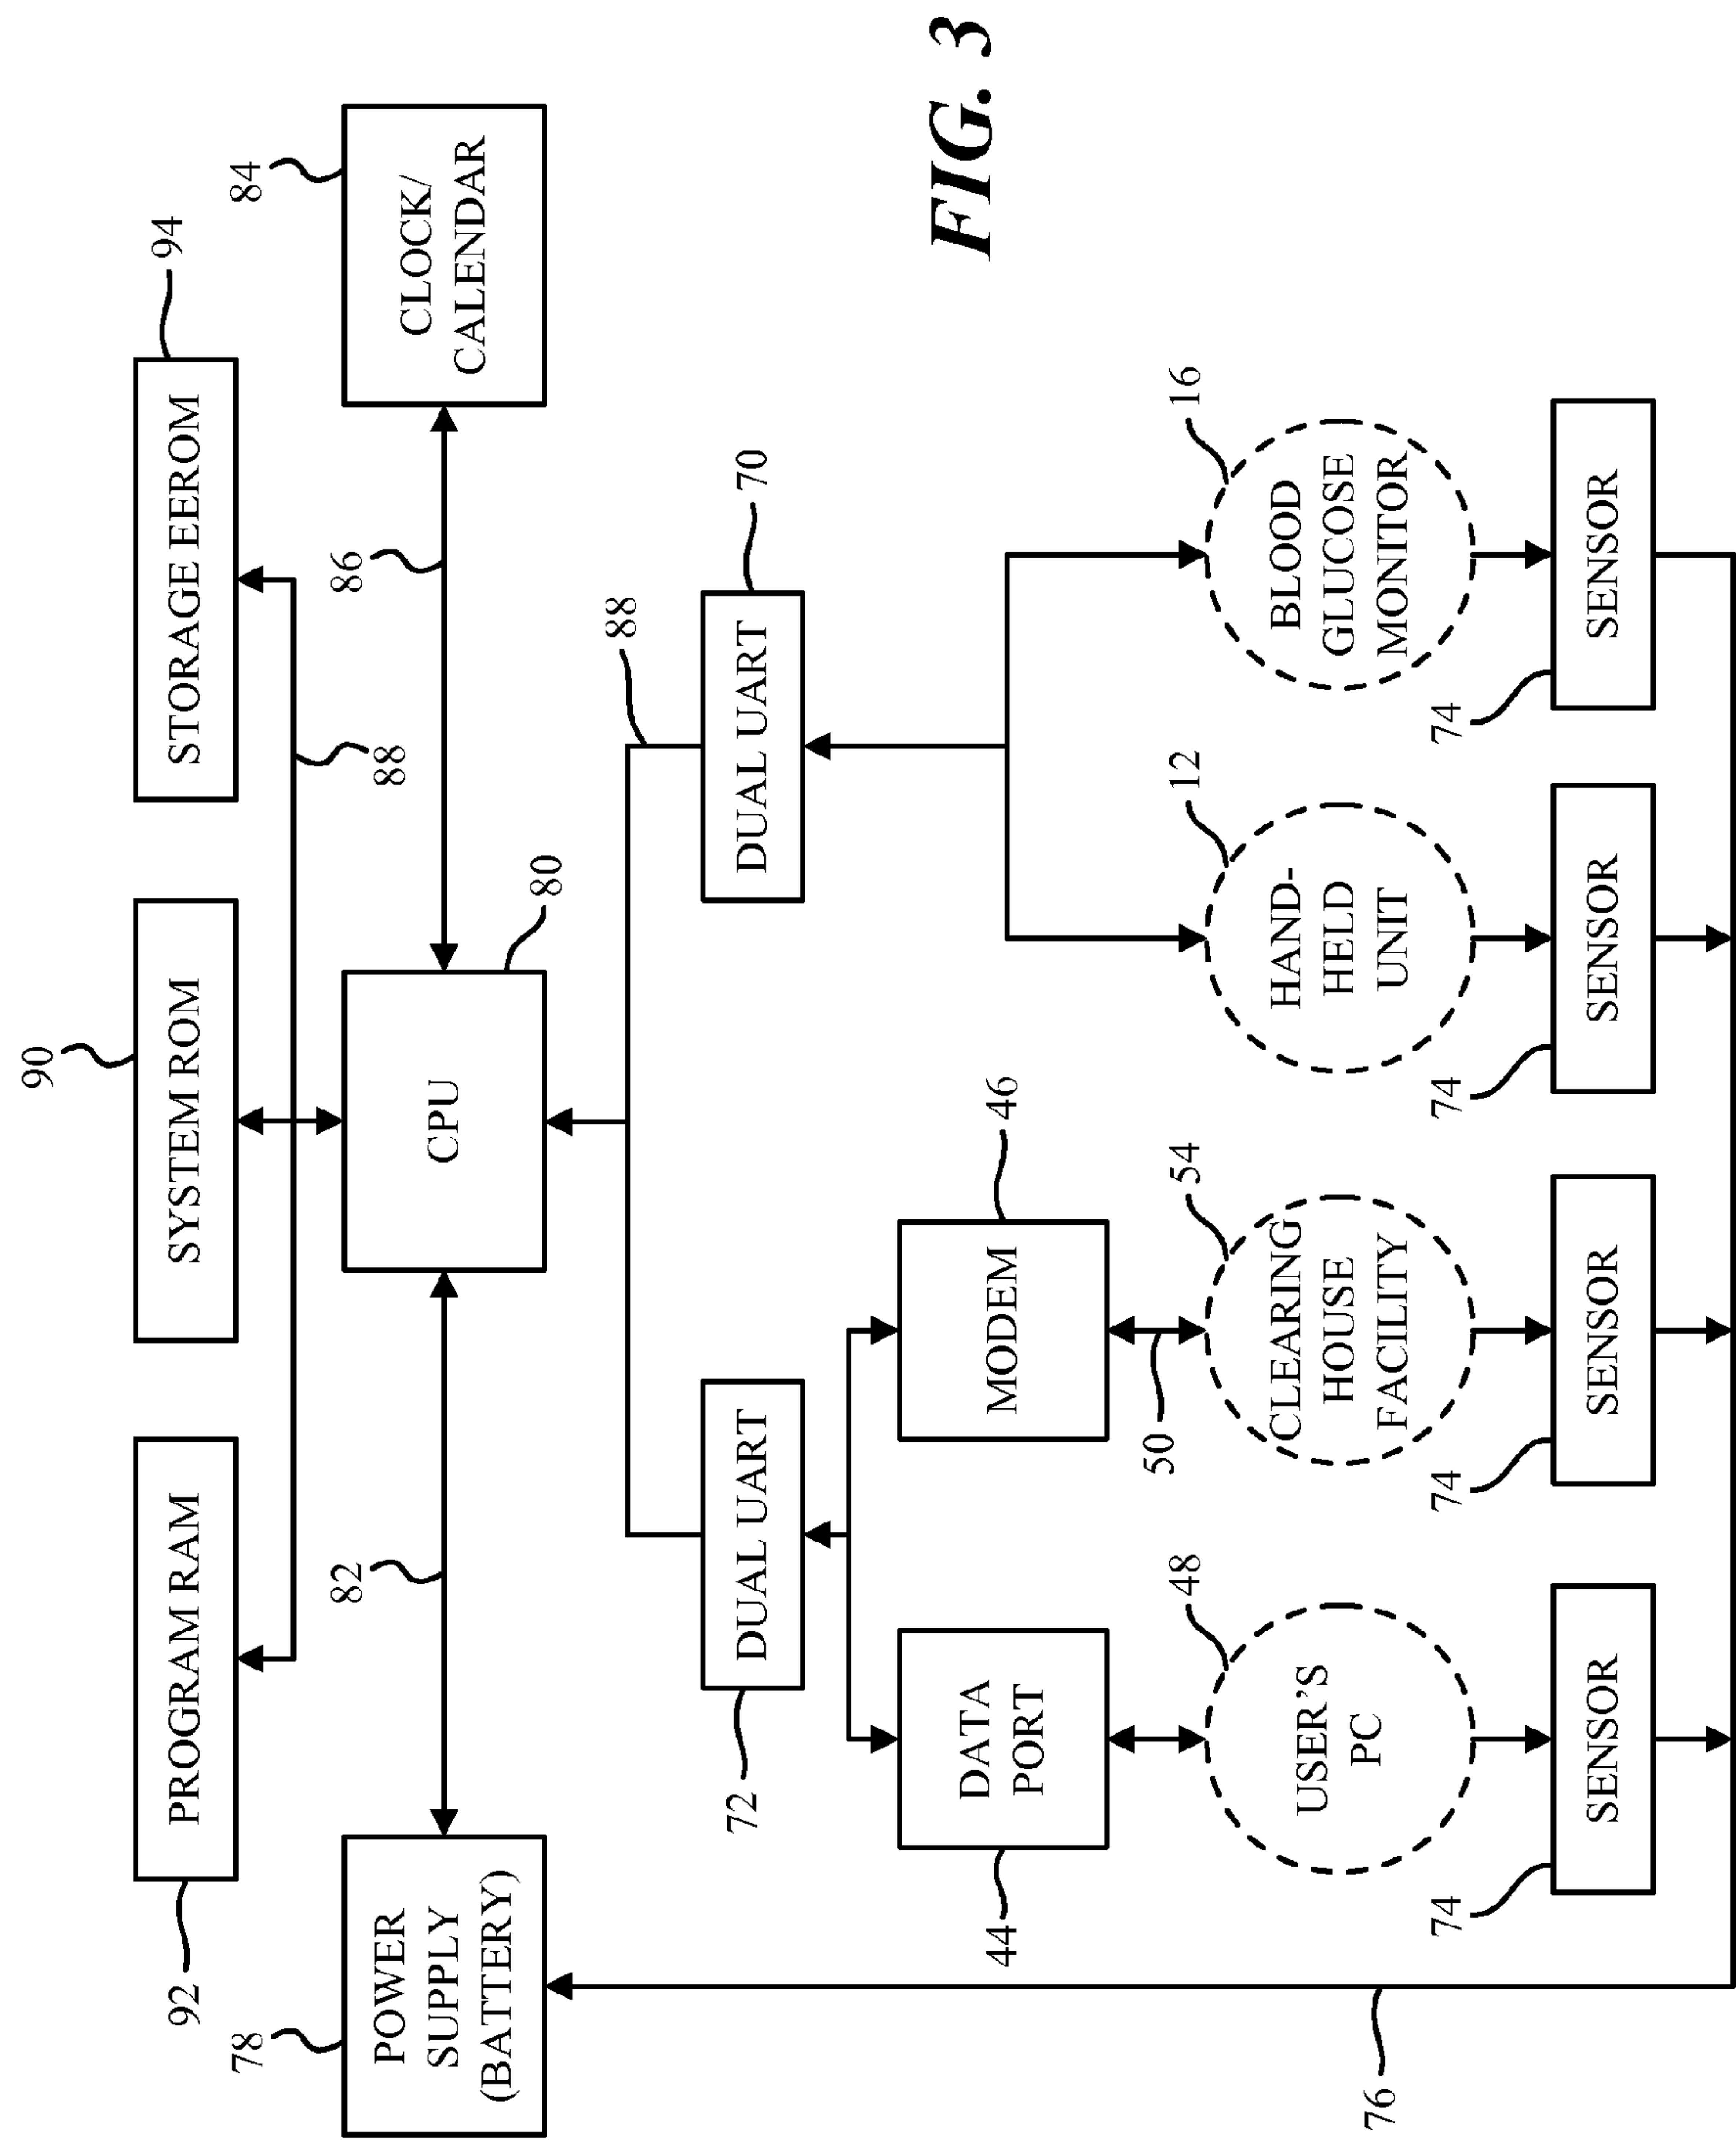 92
PROGRAM RAM
90
SYSTEM ROM
STORAGE EEROM
94
88
78
POWER
SUPPLY
(BATTERY)
82
CPU
80
86
84
CLOCK/
CALENDAR
88
72
DUAL UART
DUAL UART
70
44
DATA
PORT
MODEM
46
50
48
USER'S
PC
54
CLEARING
HOUSE
FACILITY
12
HAND-
HELD
UNIT
16
BLOOD
GLUCOSE
MONITOR
74
SENSOR
74
SENSOR
74
SENSOR
74
SENSOR
76
FIG. 3